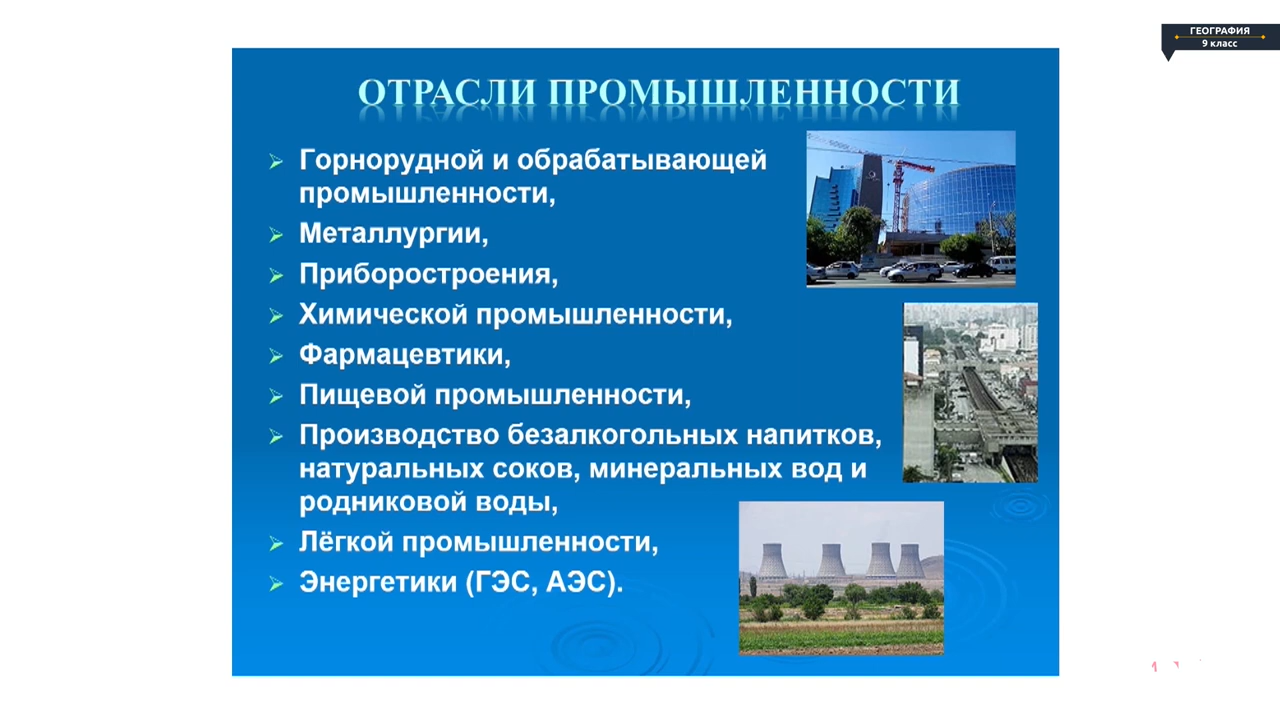 ГЕОГРАФИЯ
9 класс
ОТРАСЛИ ПРОМЫШЛЕННОСТИ
Горнорудной и обрабатывающей
промышленности,
Металлургии,
Приборостроения,
Химической промышленности,
Фармацевтики,
Пищевой промышленности,
Производство безалкогольных напитков,
натуральных соков, минеральных вод и
родниковой воды,
Лёгкой промышленности,
Энергетики (ГЭС, АЭС).